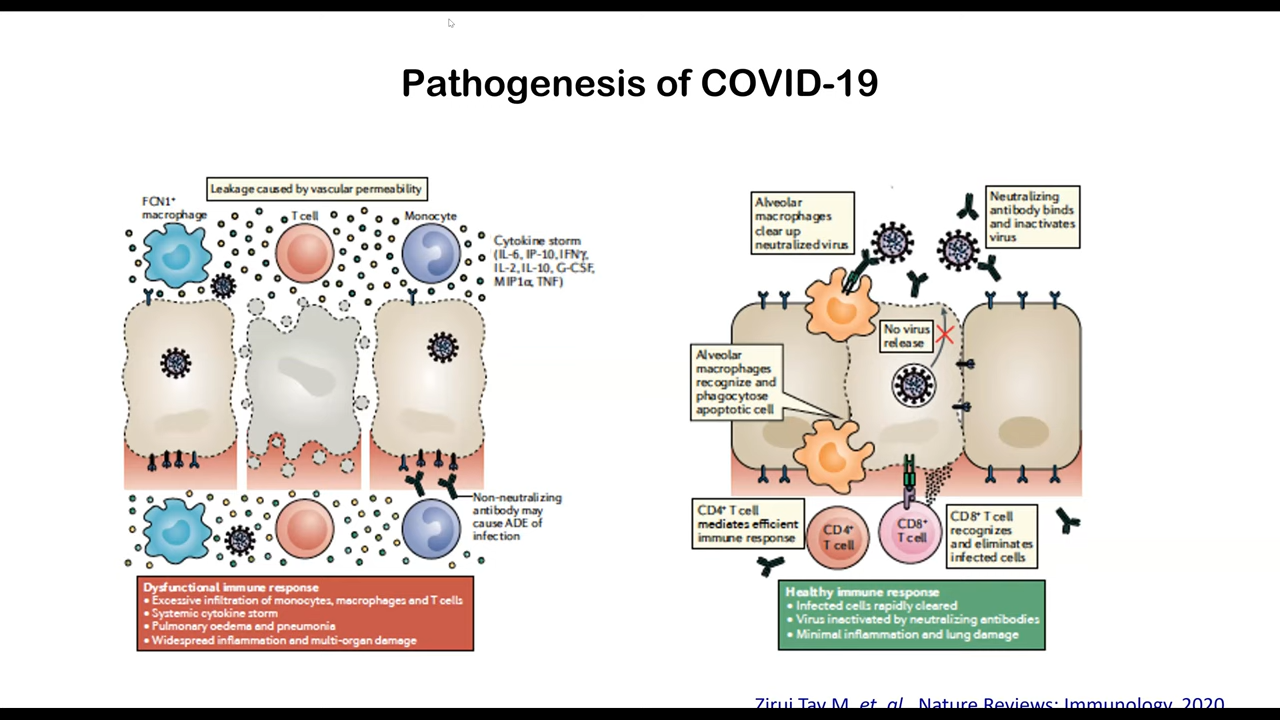 Pathogenesis of COVID-19
Leakage caused by vascular permeability
FCN1⁺
macrophage
T cell
Monocyte
Cytokine storm
(IL-6, IP-10, IFNγ,
IL-2, IL-10, G-CSF,
MIP1α, TNF)
Non-neutralizing
antibody may
cause ADE of
infection
Dysfunctional immune response
• Excessive infiltration of monocytes, macrophages and T cells
• Systemic cytokine storm
• Pulmonary oedema and pneumonia
• Widespread inflammation and multi-organ damage
Alveolar
macrophages
clear up
neutralized virus
Neutralizing
antibody binds
and inactivates
virus
No virus
release
Alveolar
macrophages
recognize and
phagocytose
apoptotic cell
CD4⁺ T cell
mediates efficient
immune response
CD4⁺
T cell
CD8⁺
T cell
CD8⁺ T cell
recognizes
and eliminates
infected cells
Healthy immune response
• Infected cells rapidly cleared
• Virus inactivated by neutralizing antibodies
• Minimal inflammation and lung damage
Zirui Tay M, et. al., Nature Reviews: Immunology, 2020